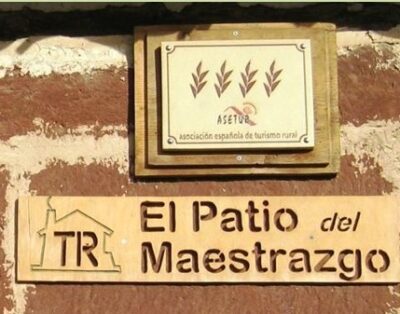 ASETUR
asociación española de turismo rural
TR
El Patio del
Maestrazgo